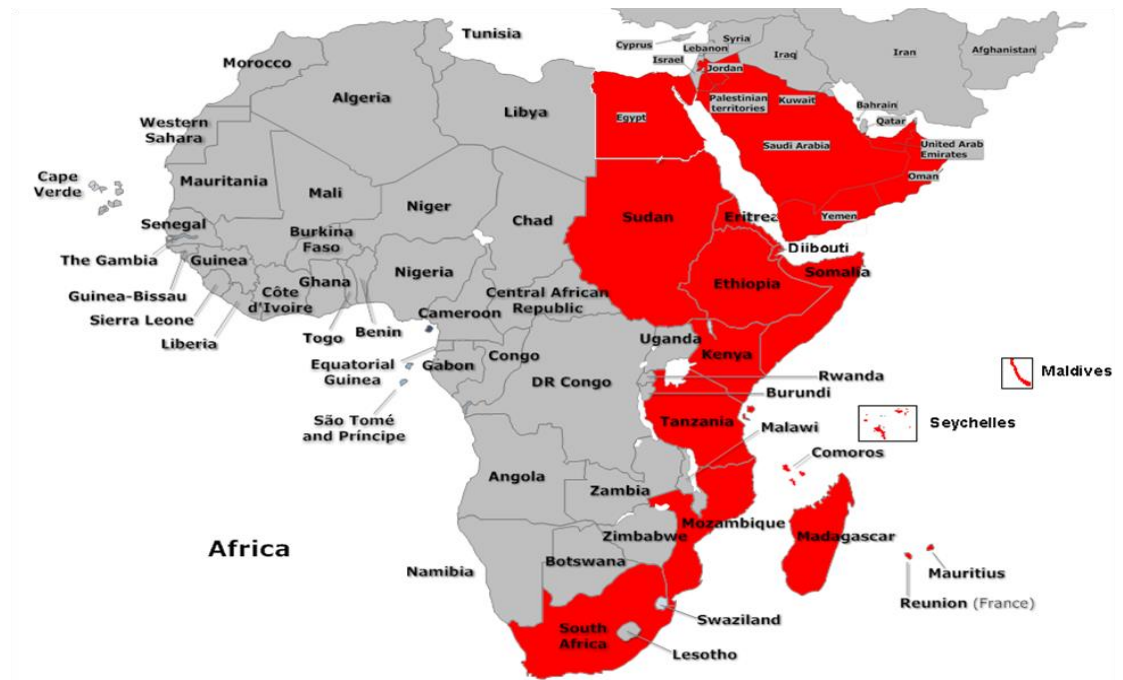 Tunisia
Morocco
Algeria
Libya
Western
Sahara
Cape
Verde
Mauritania
Mali
Niger
Chad
Senegal
Burkina
Faso
The Gambia
Guinea
Nigeria
Guinea-Bissau
Ghana
Côte
d'Ivoire
Sierra Leone
Liberia
Togo
Benin
Cameroon
Central African
Republic
Equatorial
Guinea
Gabon
Congo
DR Congo
São Tomé
and Príncipe
Cyprus
Syria
Lebanon
Israel
Iraq
Iran
Afghanistan
Jordan
Palestinian
territories
Kuwait
Bahrain
Qatar
Egypt
Saudi Arabia
United Arab
Emirates
Oman
Yemen
Sudan
Eritrea
Diibouti
Ethiopia
Somalia
Uganda
Kenya
Rwanda
Burundi
Tanzania
Malawi
Maldives
Seychelles
Comoros
Angola
Zambia
Mozambique
Zimbabwe
Madagascar
Africa
Namibia
Botswana
Mauritius
Reunion (France)
Swaziland
South
Africa
Lesotho